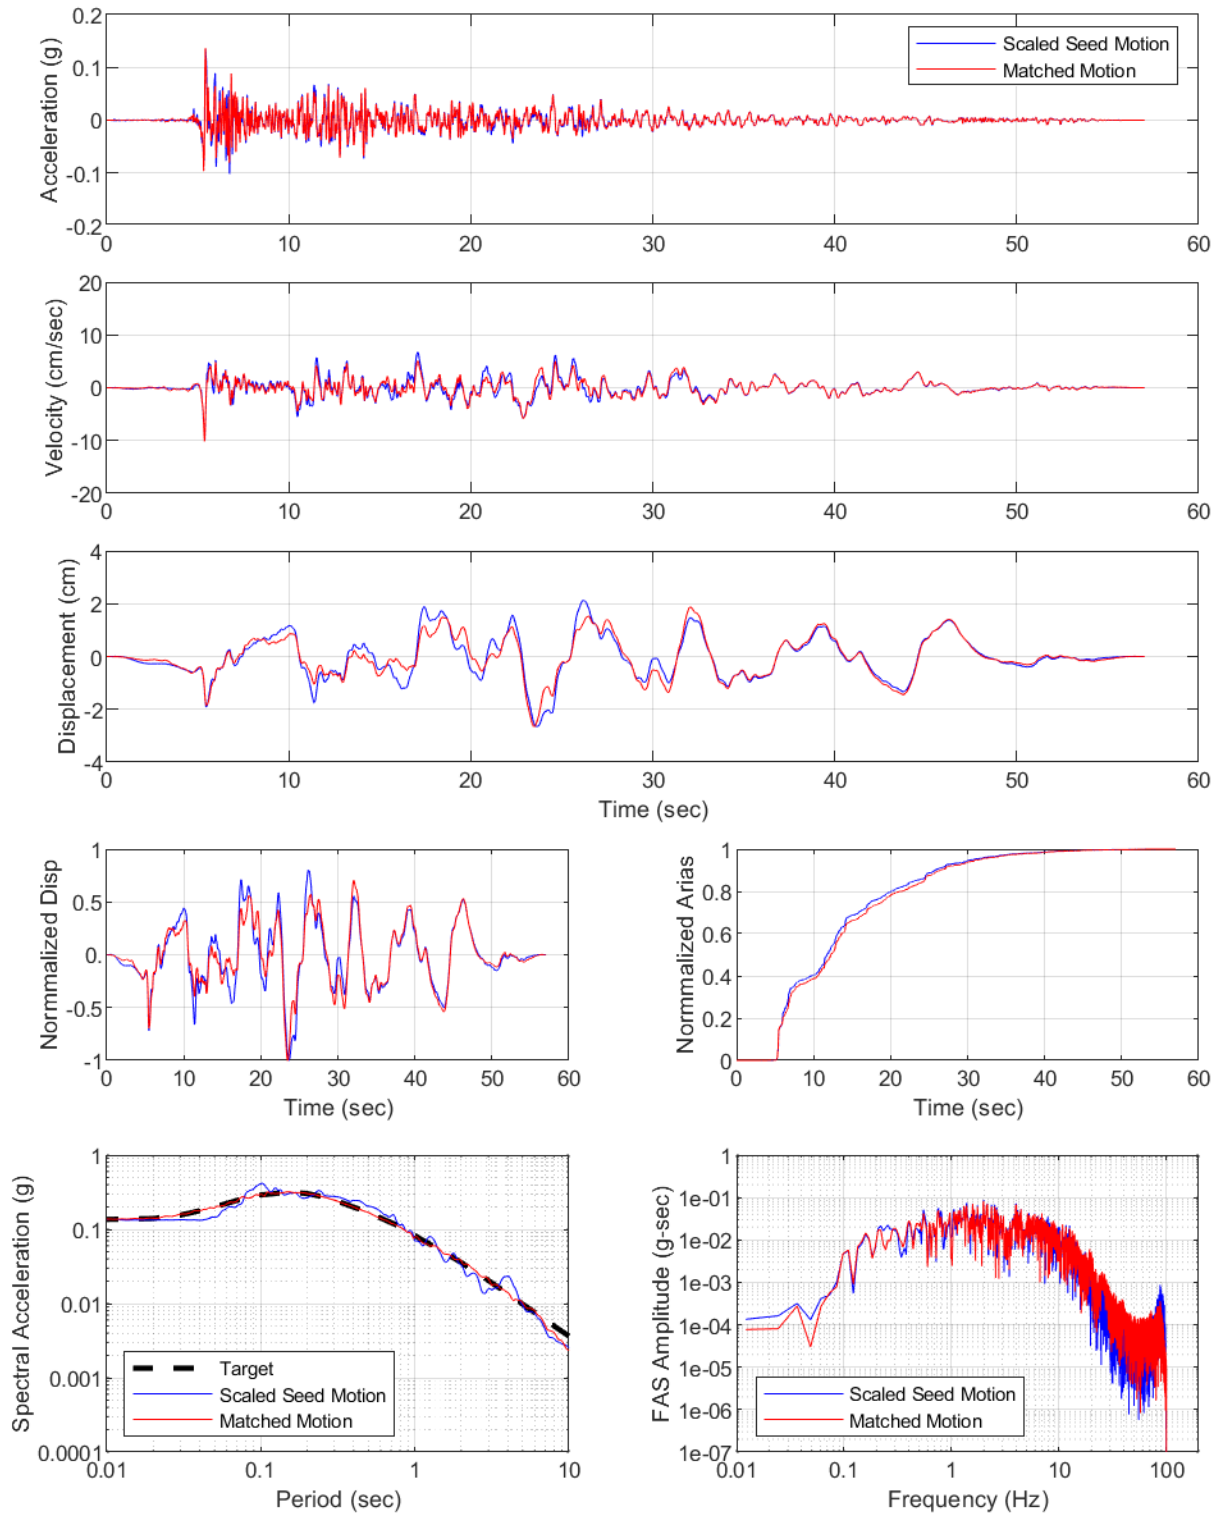 0.2
0.1
0
-0.1
-0.2
Acceleration (g)
Scaled Seed Motion
Matched Motion
0 10 20 30 40 50 60
20
10
0
-10
-20
Velocity (cm/sec)
0 10 20 30 40 50 60
4
2
0
-2
-4
Displacement (cm)
0 10 20 30 40 50 60
Time (sec)
1
0.5
0
-0.5
-1
Normmalized Disp
0 10 20 30 40 50 60
Time (sec)
1
0.8
0.6
0.4
0.2
0
Normmalized Arias
0 10 20 30 40 50 60
Time (sec)
1
0.1
0.01
0.001
0.0001
Spectral Acceleration (g)
Target
Scaled Seed Motion
Matched Motion
0.01 0.1 1 10
Period (sec)
1
1e-01
1e-02
1e-03
1e-04
1e-05
1e-06
1e-07
FAS Amplitude (g-sec)
Scaled Seed Motion
Matched Motion
0.01 0.1 1 10 100
Frequency (Hz)